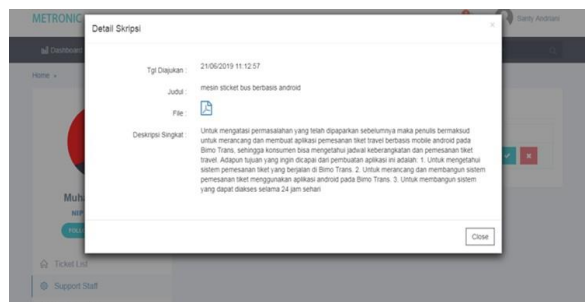 METRONIC
Detail Skripsi
×
Santy Andriani
Dashboard
Home
Tgl Diajukan : 21/06/2019 11:12:57
Judul : mesin sticket bus berbasis android
File :
Deskripsi Singkat : Untuk mengatasi permasalahan yang telah dipaparkan sebelumnya maka penulis bermaksud
untuk merancang dan membuat aplikasi pemesanan tiket travel berbasis mobile android pada
Bimo Trans, sehingga konsumen bisa mengetahui jadwal keberangkatan dan pemesanan tiket
travel. Adapun tujuan yang ingin dicapai dari pembuatan aplikasi ini adalah: 1. Untuk mengetahui
sistem pemesanan tiket yang berjalan di Bimo Trans. 2. Untuk merancang dan membangun sistem
pemesanan tiket menggunakan aplikasi android pada Bimo Trans. 3. Untuk membangun sistem
yang dapat diakses selama 24 jam sehari
Muh
NIP
Close
Ticket List
Support Staff